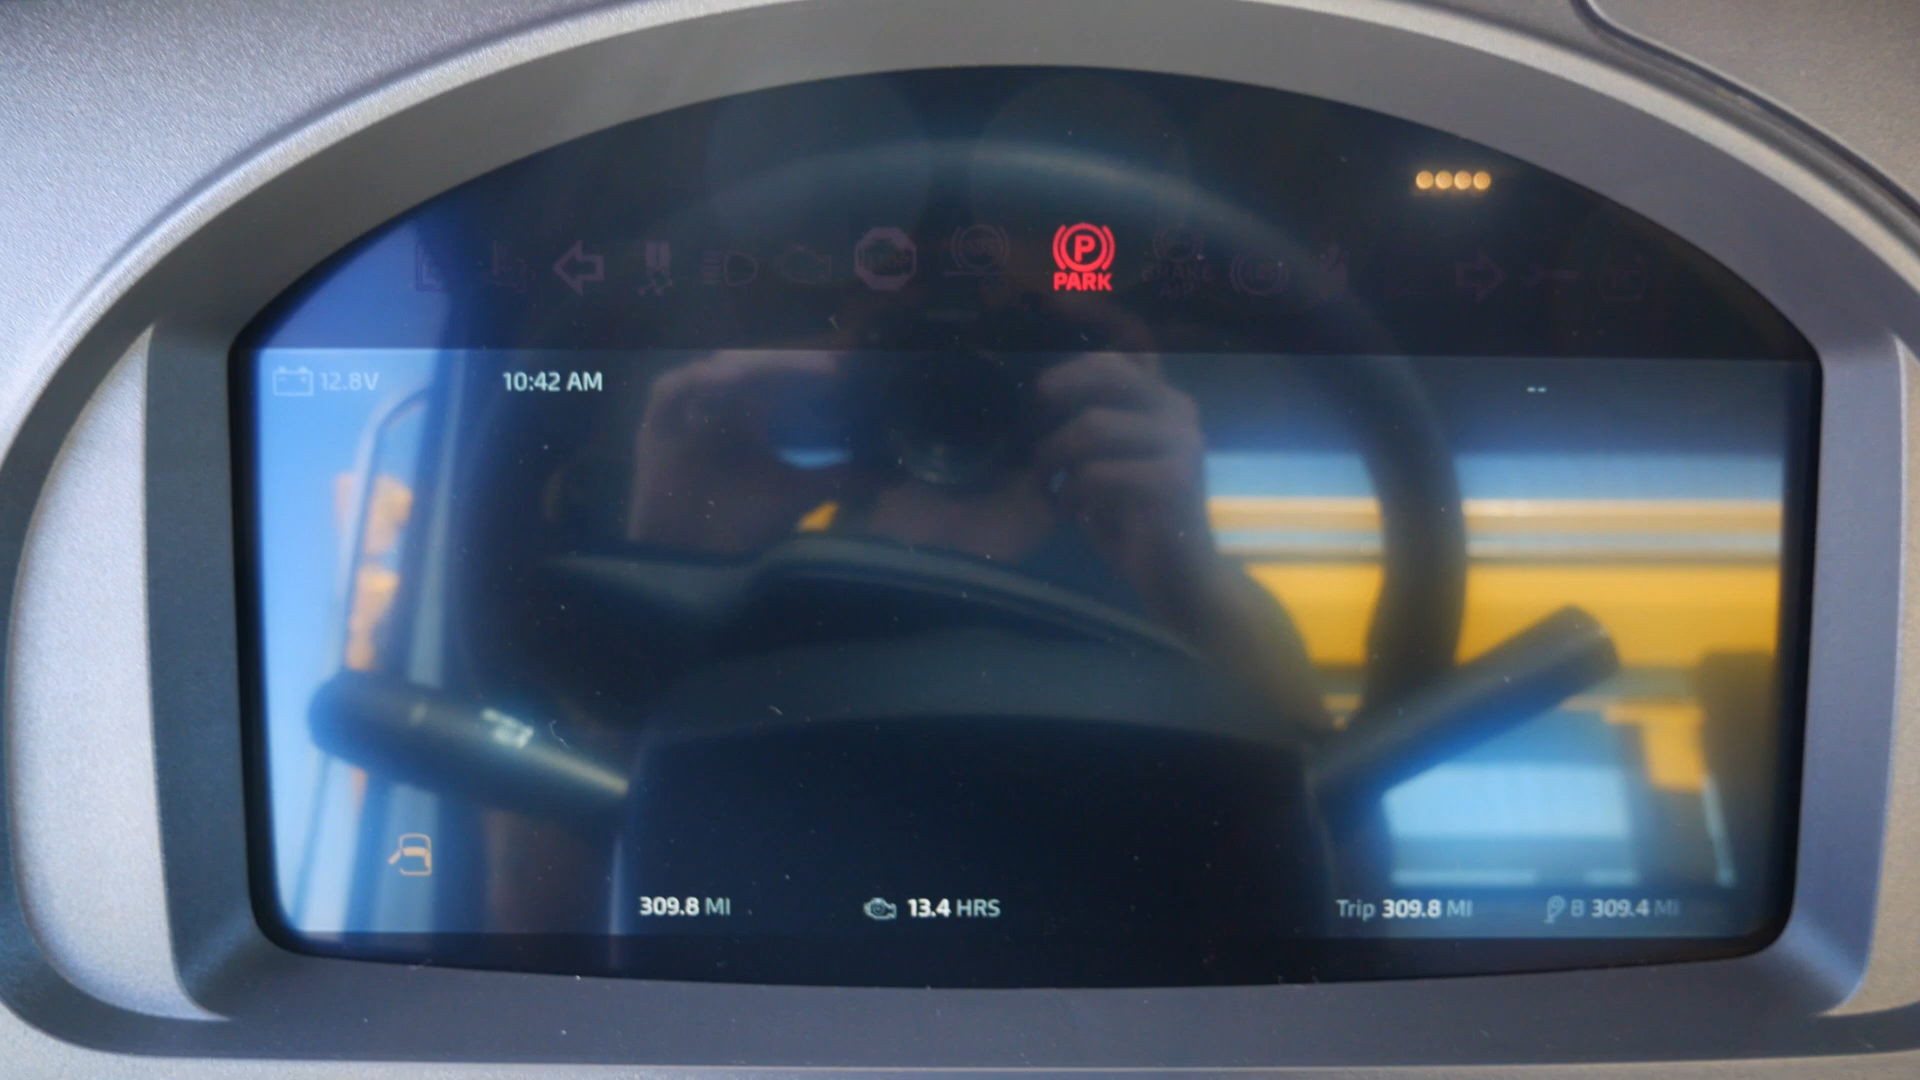 P
PARK
12.8V
10:42 AM
--
309.8 MI
13.4 HRS
Trip 309.8 MI
B 309.4 MI